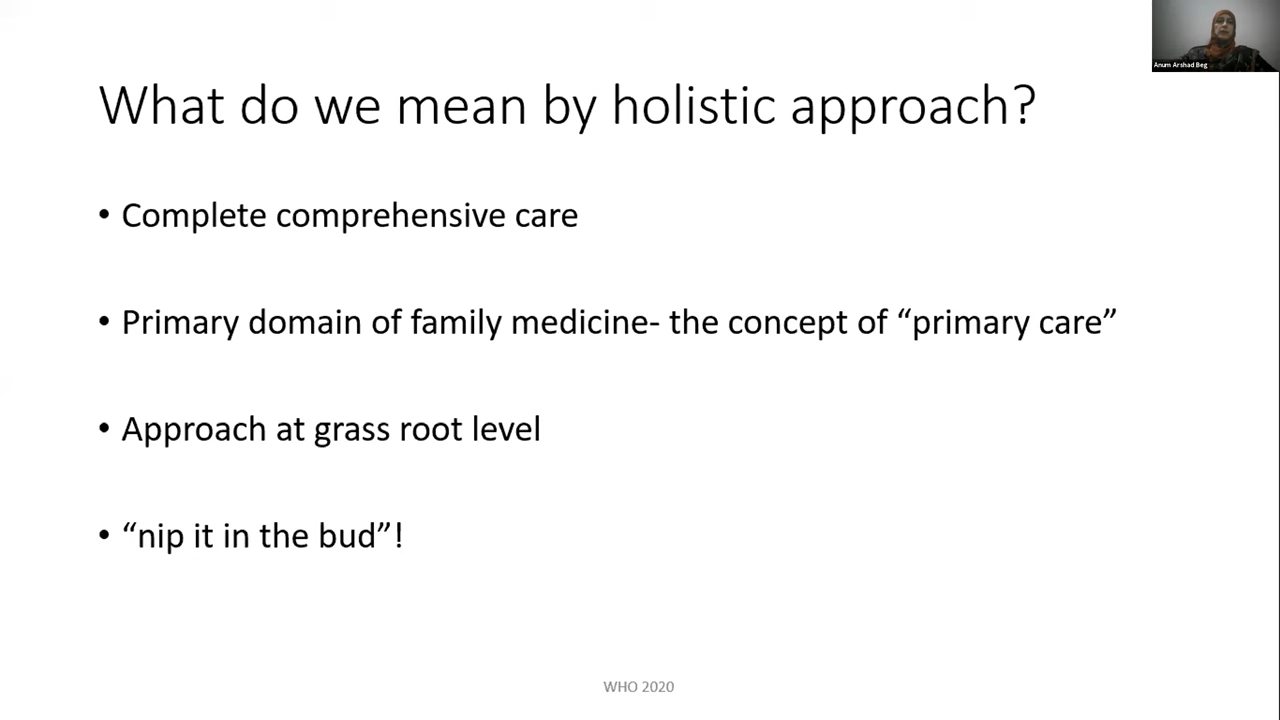 Anum Arshad Beg
What do we mean by holistic approach?
• Complete comprehensive care
• Primary domain of family medicine- the concept of “primary care”
• Approach at grass root level
• “nip it in the bud”!
WHO 2020